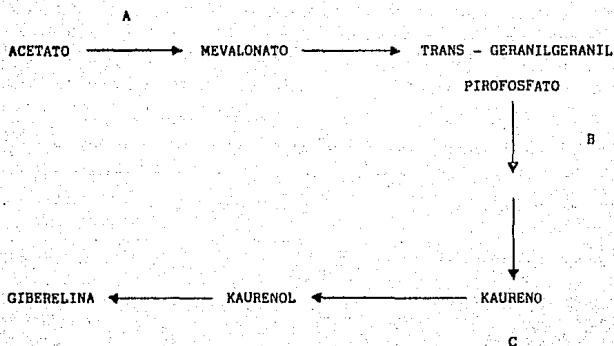 A
ACETATO MEVALONATO TRANS - GERANILGERANIL
PIROFOSFATO
B
GIBERELINA KAURENOL KAURENO
C